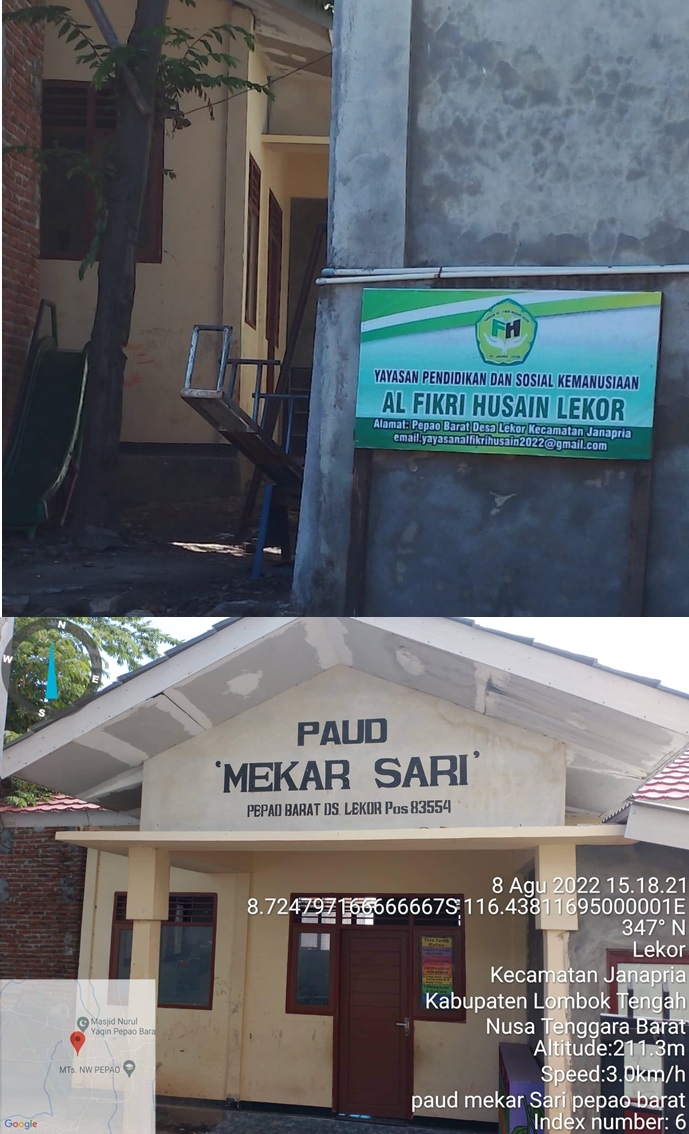 FH
YAYASAN PENDIDIKAN DAN SOSIAL KEMANUSIAAN
AL FIKRI HUSAIN LEKOR
Alamat: Pepao Barat Desa Lekor Kecamatan Janapria
email.yayasanalfikrihusain2022@gmail.com
N
W
E
S
PAUD
'MEKAR SARI'
PEPAO BARAT DS. LEKOR Pos 83554
8 Agu 2022 15.18.21
8.724797166666667S 116.43811695000001E
347° N
Lekor
Kecamatan Janapria
Kabupaten Lombok Tengah
Nusa Tenggara Barat
Altitude:211.3m
Speed:3.0km/h
paud mekar Sari pepao barat
Index number: 6
Masjid Nurul
Yaqin Pepao Bara
MTs. NW PEPAO
Google